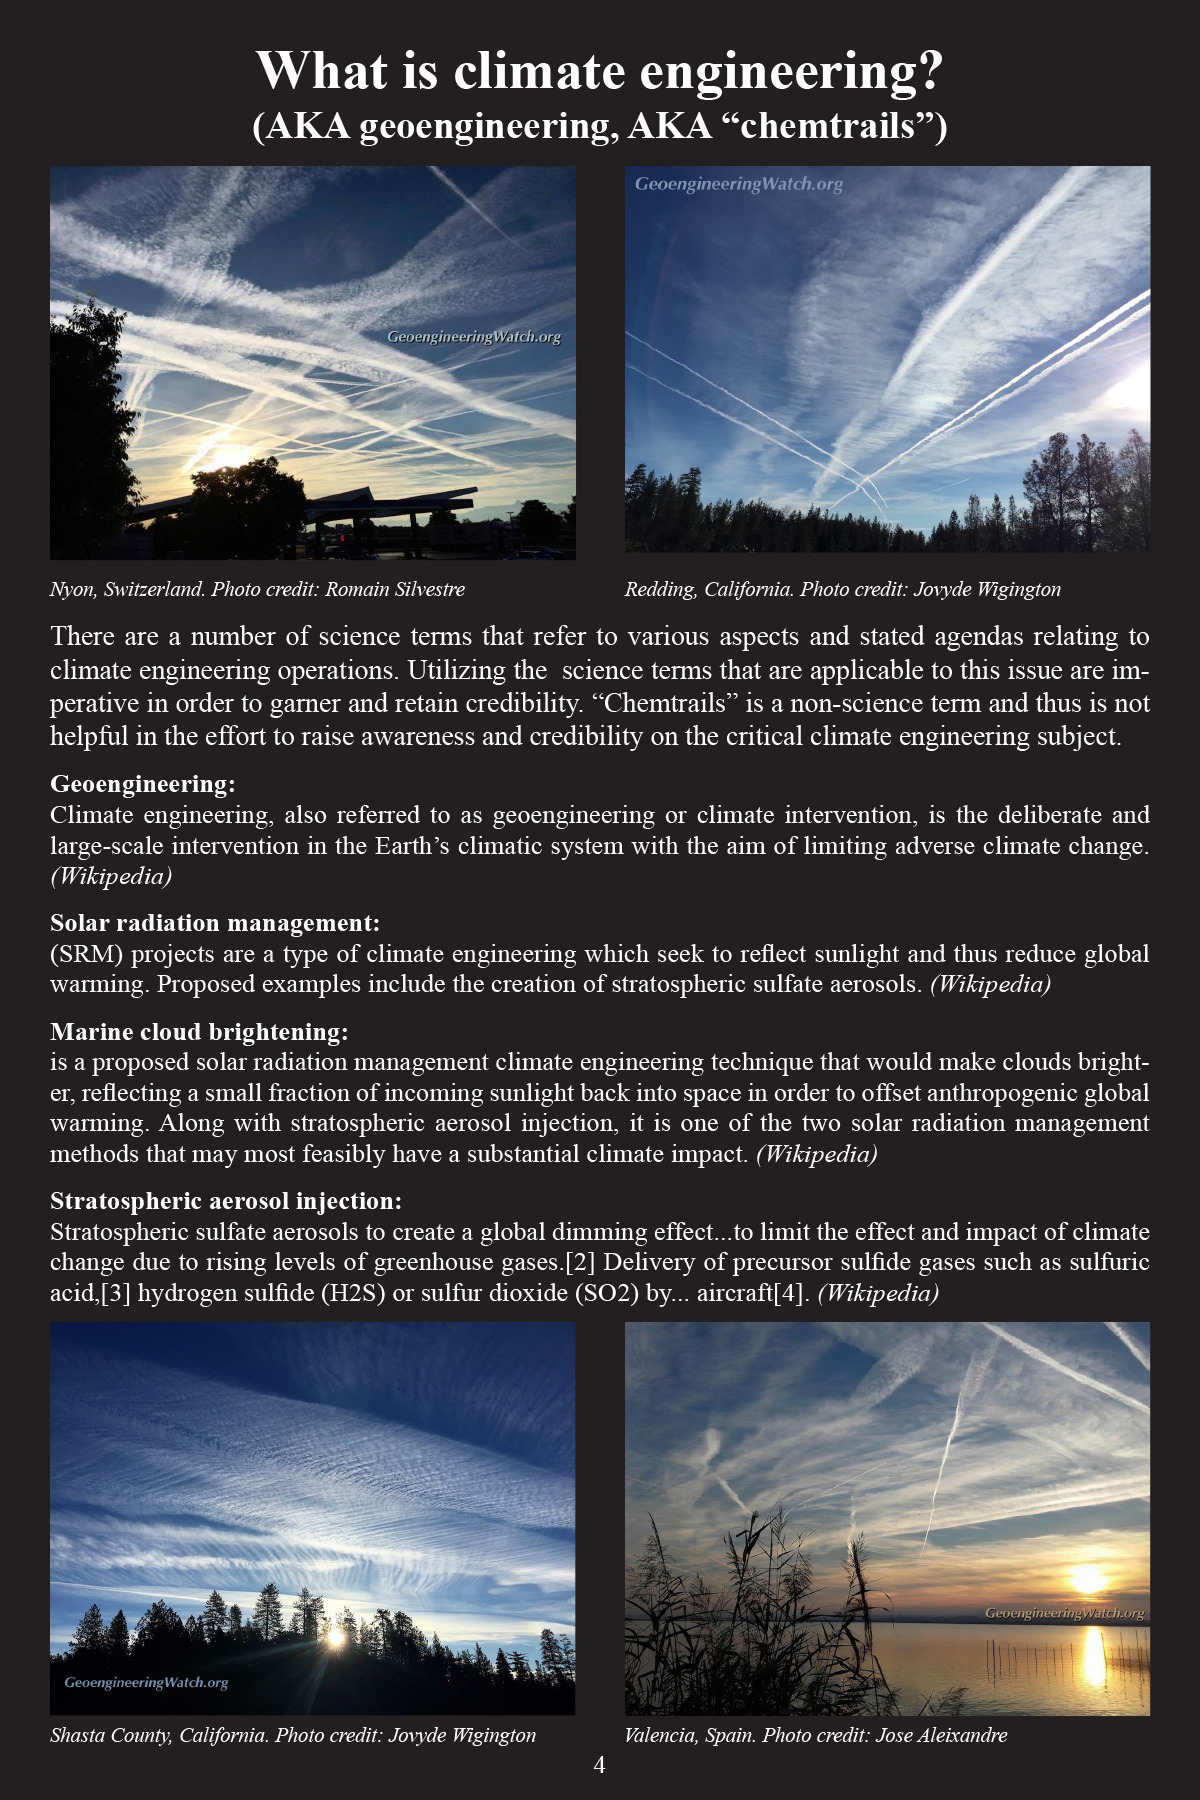 What is climate engineering?
(AKA geoengineering, AKA “chemtrails”)
GeoengineeringWatch.org
GeoengineeringWatch.org
Nyon, Switzerland. Photo credit: Romain Silvestre
Redding, California. Photo credit: Jovyde Wigington
There are a number of science terms that refer to various aspects and stated agendas relating to
climate engineering operations. Utilizing the  science terms that are applicable to this issue are im-
perative in order to garner and retain credibility. “Chemtrails” is a non-science term and thus is not
helpful in the effort to raise awareness and credibility on the critical climate engineering subject.
Geoengineering:
Climate engineering, also referred to as geoengineering or climate intervention, is the deliberate and
large-scale intervention in the Earth’s climatic system with the aim of limiting adverse climate change.
(Wikipedia)
Solar radiation management:
(SRM) projects are a type of climate engineering which seek to reflect sunlight and thus reduce global
warming. Proposed examples include the creation of stratospheric sulfate aerosols. (Wikipedia)
Marine cloud brightening:
is a proposed solar radiation management climate engineering technique that would make clouds bright-
er, reflecting a small fraction of incoming sunlight back into space in order to offset anthropogenic global
warming. Along with stratospheric aerosol injection, it is one of the two solar radiation management
methods that may most feasibly have a substantial climate impact. (Wikipedia)
Stratospheric aerosol injection:
Stratospheric sulfate aerosols to create a global dimming effect...to limit the effect and impact of climate
change due to rising levels of greenhouse gases.[2] Delivery of precursor sulfide gases such as sulfuric
acid,[3] hydrogen sulfide (H2S) or sulfur dioxide (SO2) by... aircraft[4]. (Wikipedia)
GeoengineeringWatch.org
GeoengineeringWatch.org
Shasta County, California. Photo credit: Jovyde Wigington
Valencia, Spain. Photo credit: Jose Aleixandre
4